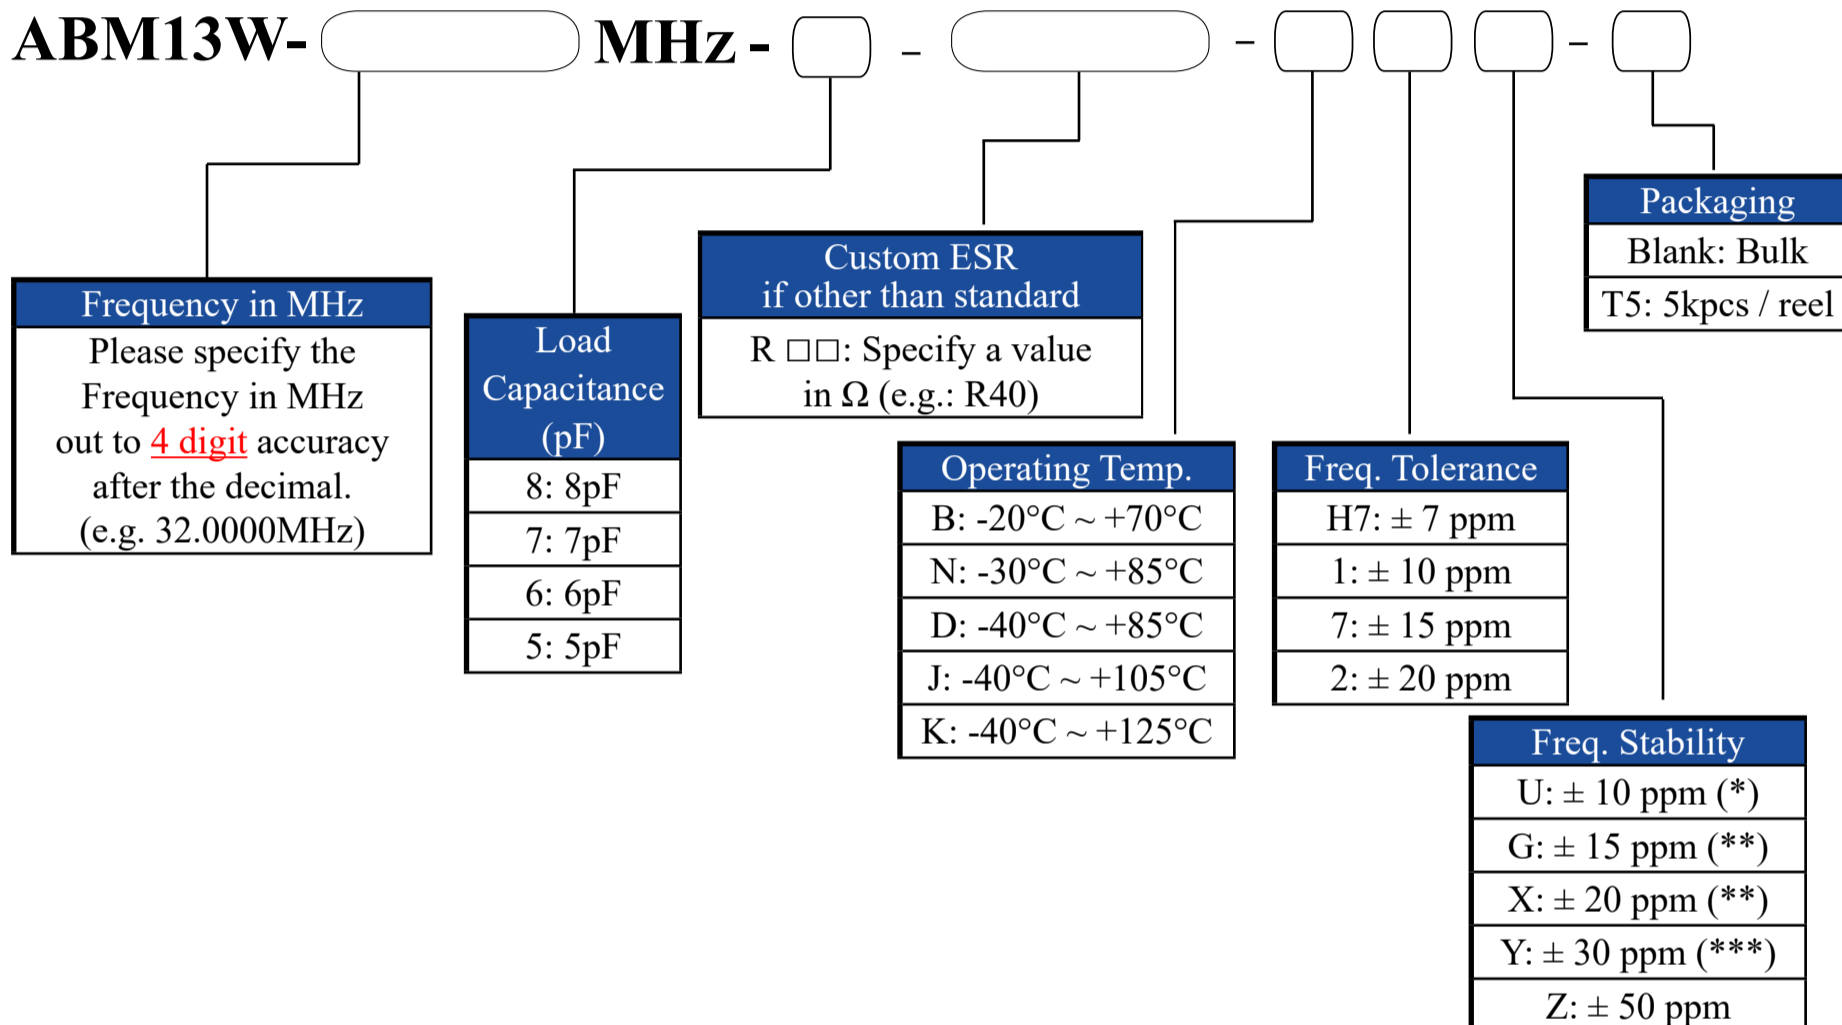 ABM13W- MHz - - - -
Packaging
Blank: Bulk
T5: 5kpcs / reel
Custom ESR
if other than standard
R □□: Specify a value
in Ω (e.g.: R40)
Frequency in MHz
Please specify the
Frequency in MHz
out to 4 digit accuracy
after the decimal.
(e.g. 32.0000MHz)
Load
Capacitance
(pF)
8: 8pF
7: 7pF
6: 6pF
5: 5pF
Operating Temp.
B: -20°C ~ +70°C
N: -30°C ~ +85°C
D: -40°C ~ +85°C
J: -40°C ~ +105°C
K: -40°C ~ +125°C
Freq. Tolerance
H7: ± 7 ppm
1: ± 10 ppm
7: ± 15 ppm
2: ± 20 ppm
Freq. Stability
U: ± 10 ppm (*)
G: ± 15 ppm (**)
X: ± 20 ppm (**)
Y: ± 30 ppm (***)
Z: ± 50 ppm